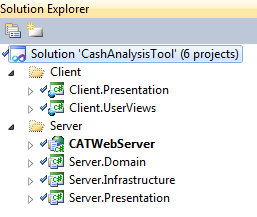 Solution Explorer
Solution 'CashAnalysisTool' (6 projects)
Client
Client.Presentation
Client.UserViews
Server
CATWebServer
Server.Domain
Server.Infrastructure
Server.Presentation